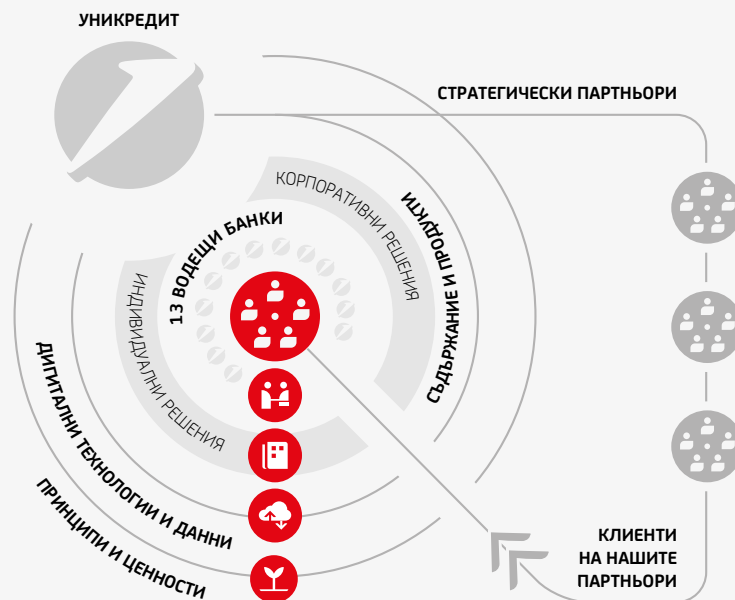 УНИКРЕДИТ
СТРАТЕГИЧЕСКИ ПАРТНЬОРИ
КОРПОРАТИВНИ РЕШЕНИЯ
СЪДЪРЖАНИЕ И ПРОДУКТИ
13 ВОДЕЩИ БАНКИ
ИНДИВИДУАЛНИ РЕШЕНИЯ
ДИГИТАЛНИ ТЕХНОЛОГИИ И ДАННИ
ПРИНЦИПИ И ЦЕННОСТИ
КЛИЕНТИ
НА НАШИТЕ
ПАРТНЬОРИ